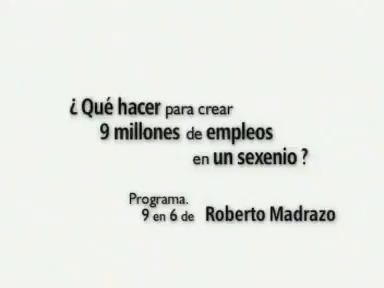 ¿ Qué hacer para crear
9 millones de empleos
en un sexenio ?
Programa.
9 en 6 de Roberto Madrazo